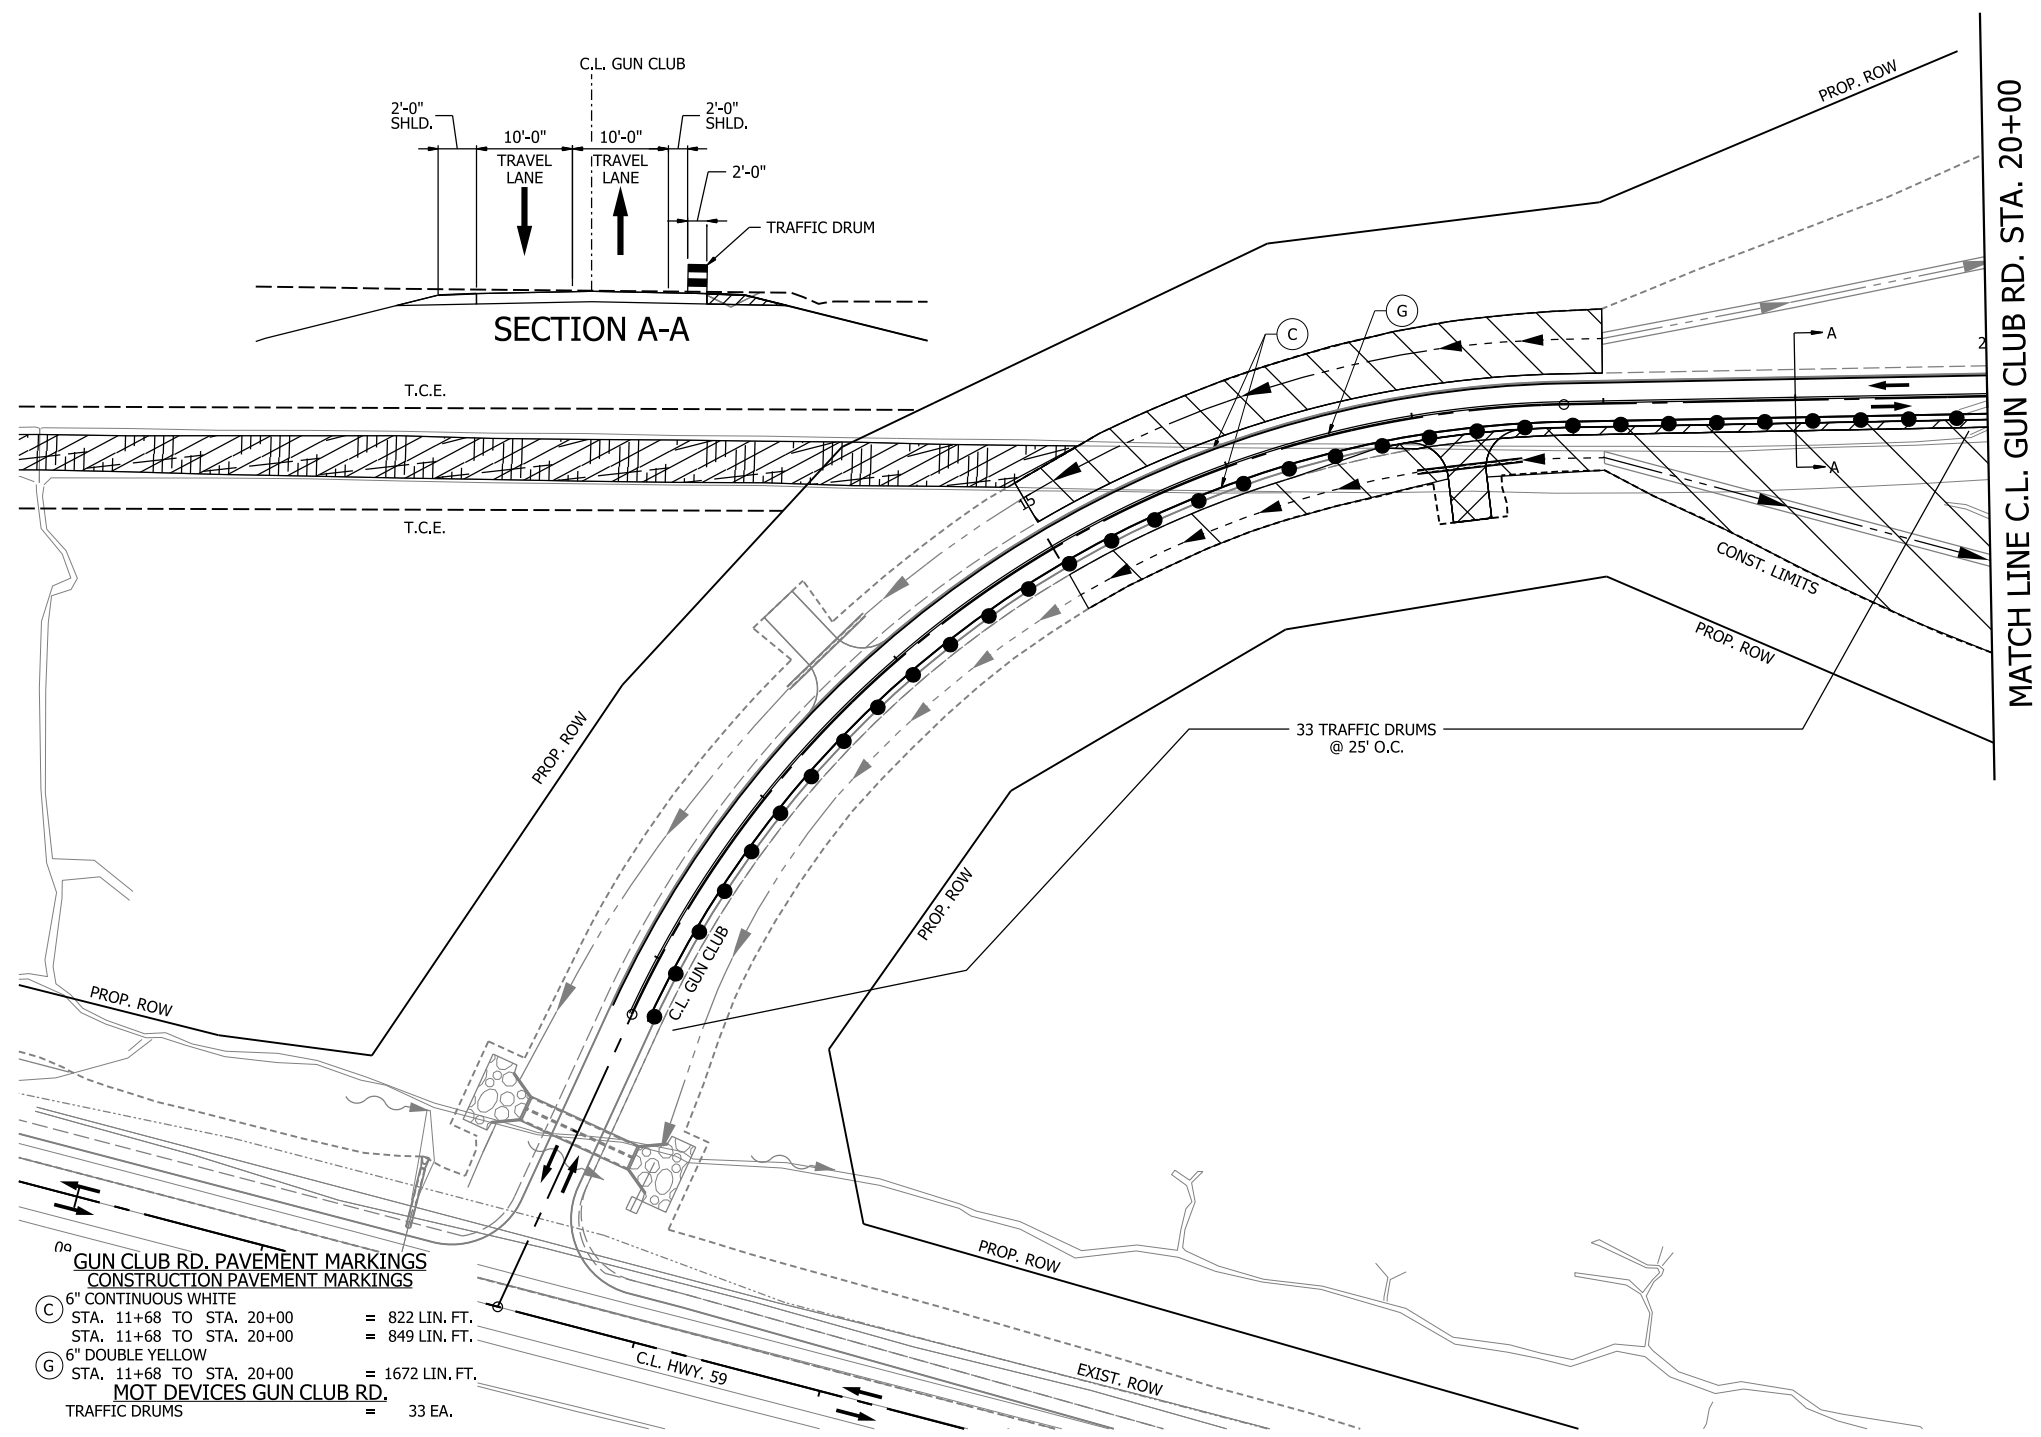 C.L. GUN CLUB
2'-0"
SHLD.
2'-0"
SHLD.
10'-0"
10'-0"
TRAVEL
LANE
TRAVEL
LANE
2'-0"
TRAFFIC DRUM
SECTION A-A
PROP. ROW
MATCH LINE C.L. GUN CLUB RD. STA. 20+00
T.C.E.
T.C.E.
C
G
A
A
2
15
CONST. LIMITS
PROP. ROW
PROP. ROW
33 TRAFFIC DRUMS
@ 25' O.C.
PROP. ROW
C.L. GUN CLUB
PROP. ROW
PROP. ROW
EXIST. ROW
C.L. HWY. 59
09
GUN CLUB RD. PAVEMENT MARKINGS
CONSTRUCTION PAVEMENT MARKINGS
C 6" CONTINUOUS WHITE
STA. 11+68 TO STA. 20+00 = 822 LIN. FT.
STA. 11+68 TO STA. 20+00 = 849 LIN. FT.
G 6" DOUBLE YELLOW
STA. 11+68 TO STA. 20+00 = 1672 LIN. FT.
MOT DEVICES GUN CLUB RD.
TRAFFIC DRUMS = 33 EA.